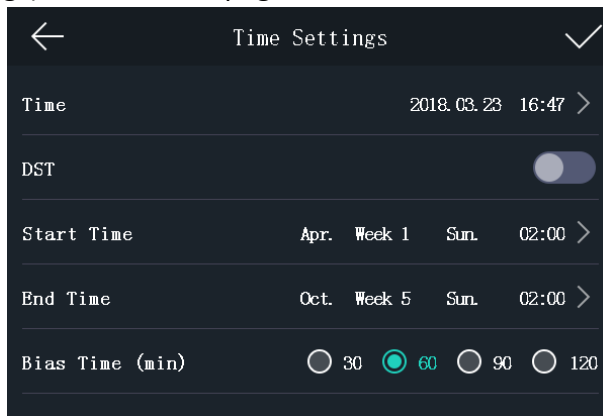 Time Settings
Time 2018.03.23 16:47
DST
Start Time Apr. Week 1 Sun. 02:00
End Time Oct. Week 5 Sun. 02:00
Bias Time (min) 30 60 90 120